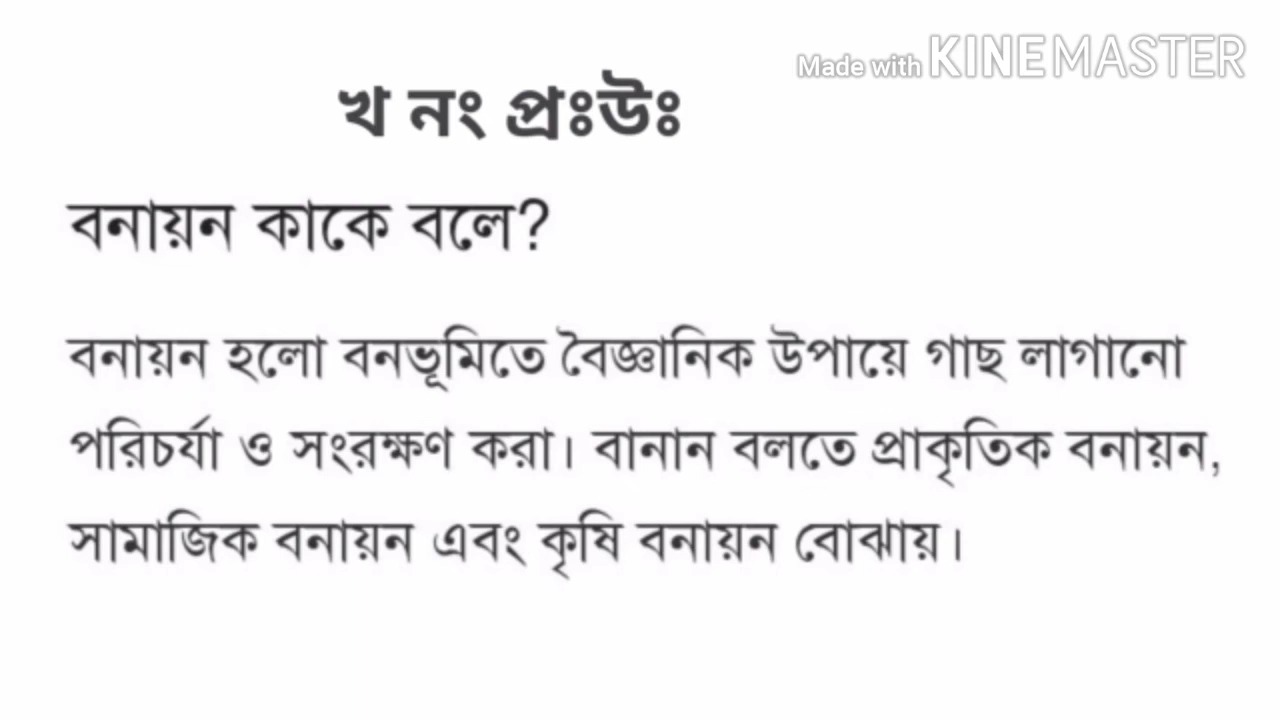 Made with KINEMASTER
খ নং প্রঃউঃ
বনায়ন কাকে বলে?
বনায়ন হলো বনভূমিতে বৈজ্ঞানিক উপায়ে গাছ লাগানো
পরিচর্যা ও সংরক্ষণ করা। বানান বলতে প্রাকৃতিক বনায়ন,
সামাজিক বনায়ন এবং কৃষি বনায়ন বোঝায়।